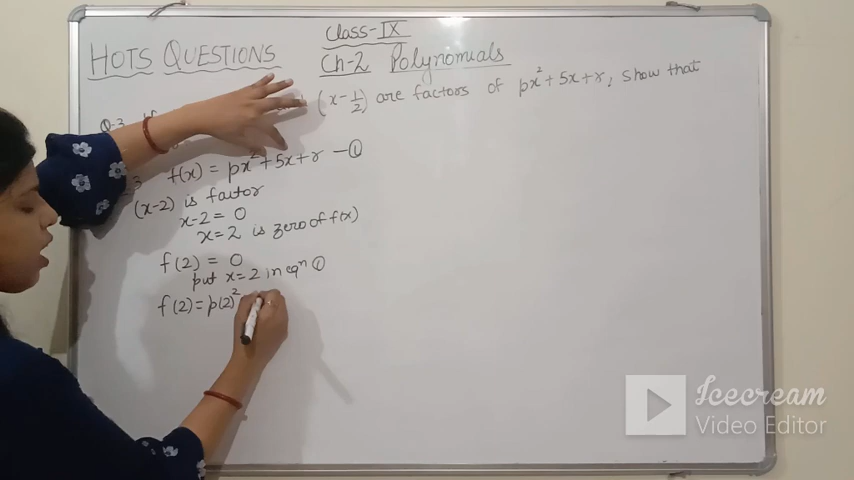 HOTS QUESTIONS
Class-IX
Ch-2 Polynomials
Q-3 If (x-1/2) are factors of px²+5x+r, show that
f(x) = px²+5x+r -①
(x-2) is factor
x-2 = 0
x=2 is zero of f(x)
f(2) = 0
put x=2 in eqⁿ ①
f(2) = p(2)²
Icecream
Video Editor